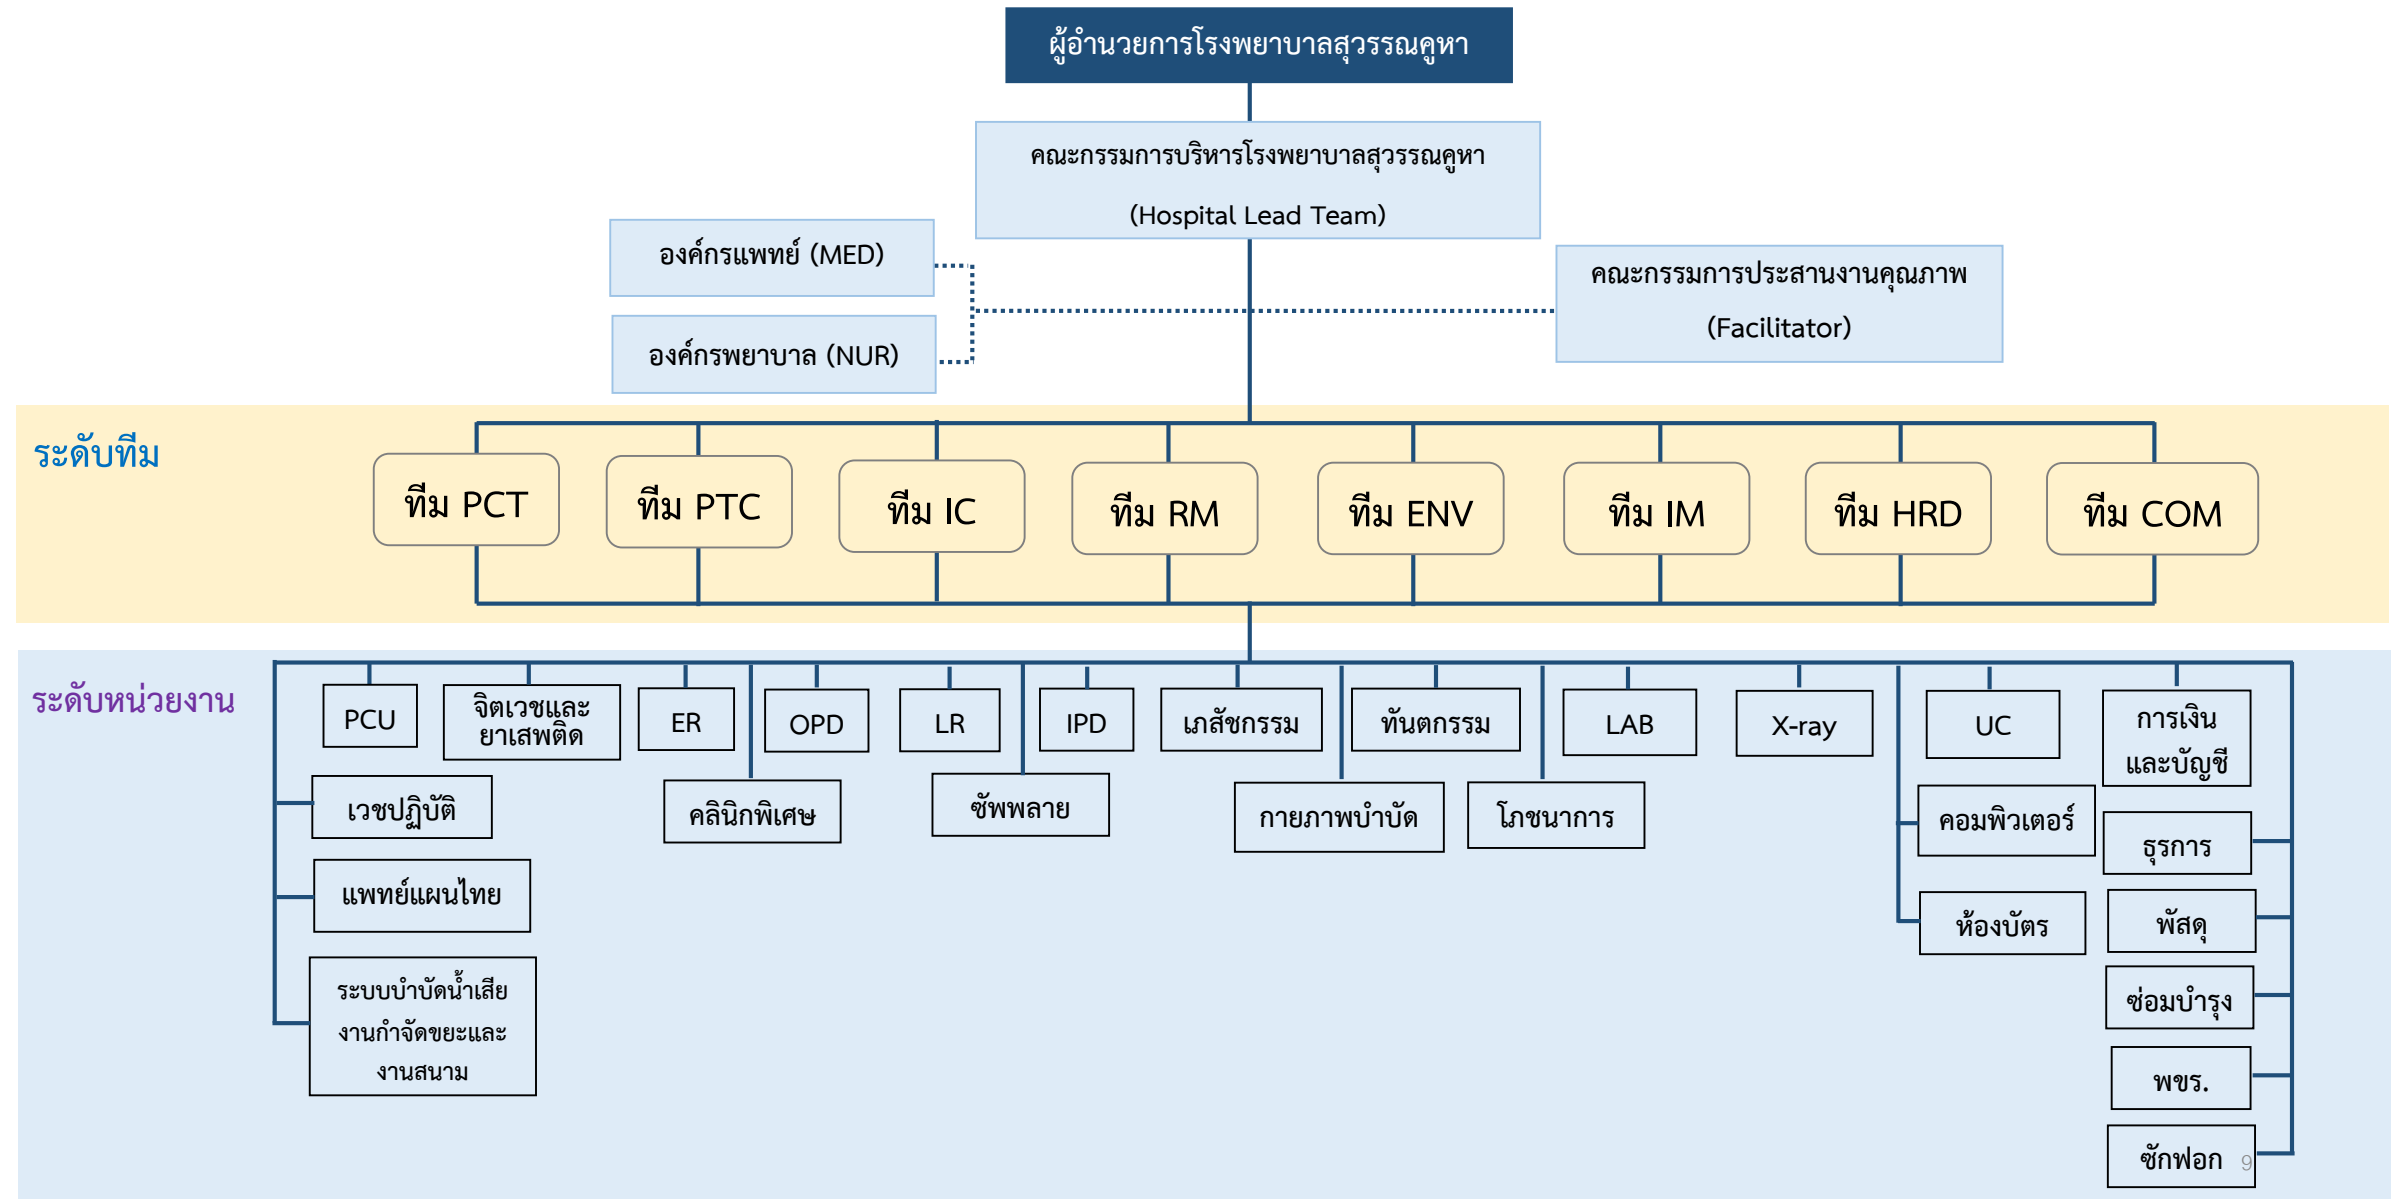 ผู้อำนวยการโรงพยาบาลสุวรรณคูหา
คณะกรรมการบริหารโรงพยาบาลสุวรรณคูหา
(Hospital Lead Team)
องค์กรแพทย์ (MED)
องค์กรพยาบาล (NUR)
คณะกรรมการประสานงานคุณภาพ
(Facilitator)
ระดับทีม
ทีม PCT
ทีม PTC
ทีม IC
ทีม RM
ทีม ENV
ทีม IM
ทีม HRD
ทีม COM
ระดับหน่วยงาน
PCU
จิตเวชและ
ยาเสพติด
ER
OPD
LR
IPD
เภสัชกรรม
ทันตกรรม
LAB
X-ray
UC
การเงิน
และบัญชี
เวชปฏิบัติ
คลินิกพิเศษ
ซัพพลาย
กายภาพบำบัด
โภชนาการ
คอมพิวเตอร์
ธุรการ
แพทย์แผนไทย
ห้องบัตร
พัสดุ
ระบบบำบัดน้ำเสีย
งานกำจัดขยะและ
งานสนาม
ซ่อมบำรุง
พขร.
ซักฟอก
9